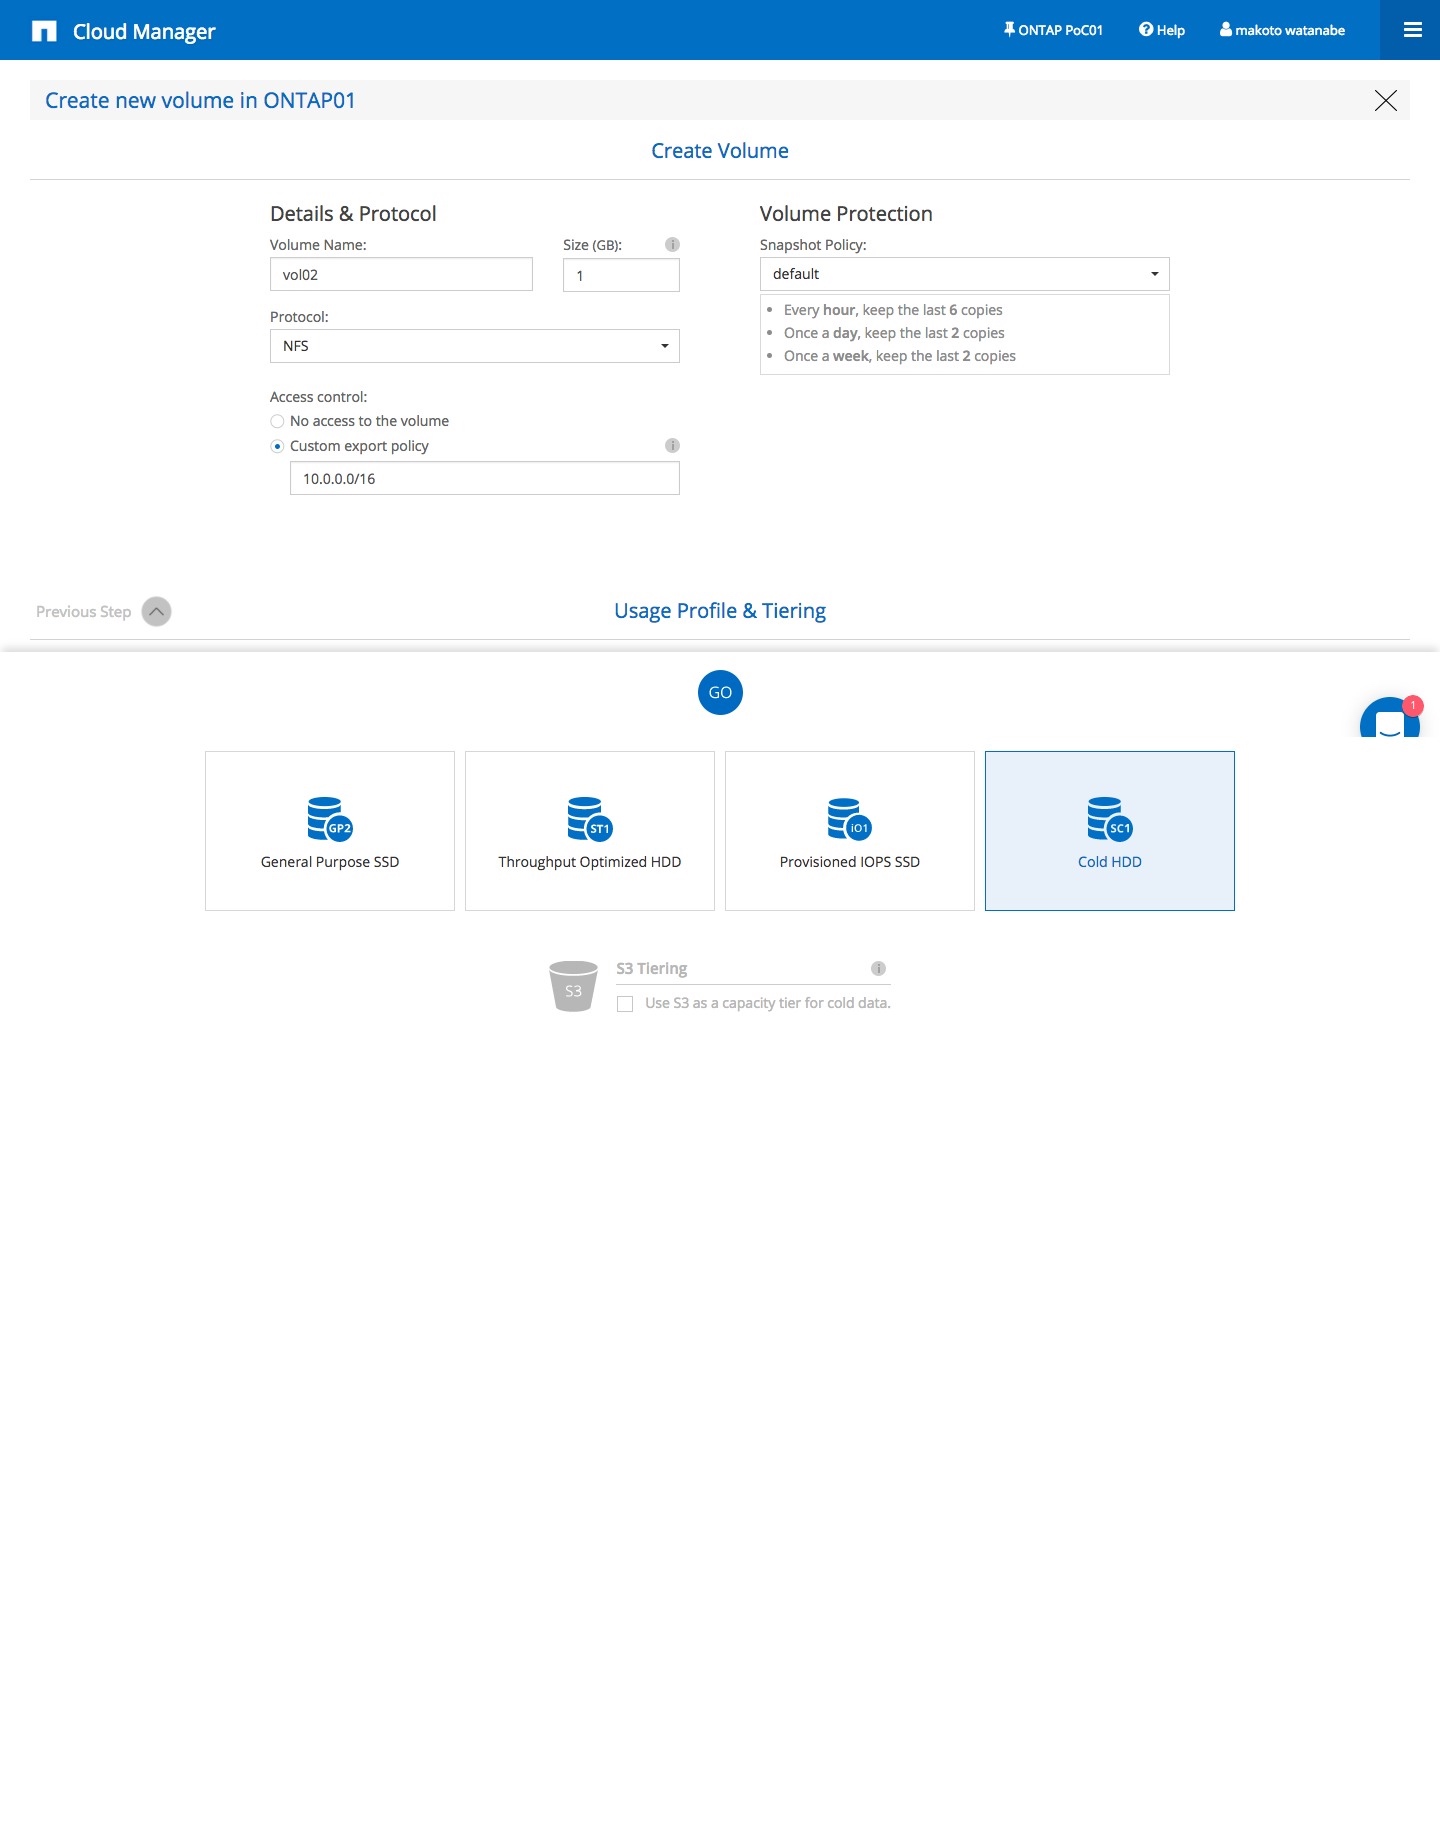 Cloud Manager
ONTAP PoC01
Help
makoto watanabe
Create new volume in ONTAP01
Create Volume
Details & Protocol
Volume Name:
Size (GB):
vol02
1
Protocol:
NFS
Access control:
No access to the volume
Custom export policy
10.0.0.0/16
Volume Protection
Snapshot Policy:
default
Every hour, keep the last 6 copies
Once a day, keep the last 2 copies
Once a week, keep the last 2 copies
Previous Step
Usage Profile & Tiering
GO
1
GP2
General Purpose SSD
ST1
Throughput Optimized HDD
iO1
Provisioned IOPS SSD
SC1
Cold HDD
S3
S3 Tiering
Use S3 as a capacity tier for cold data.